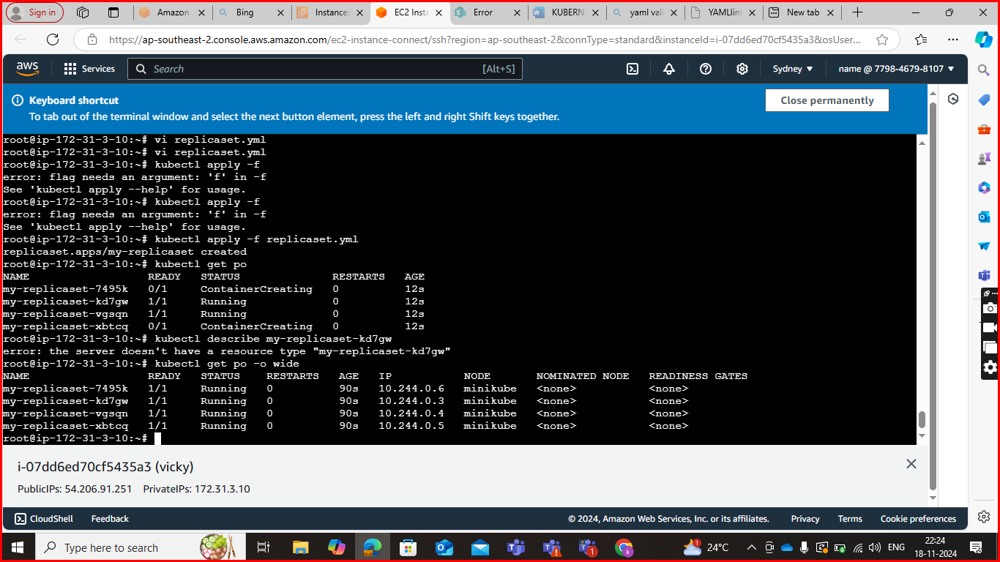 Sign in
Amazon
Bing
Instances
EC2 Insta
Error
KUBERN
yaml vali
YAMLlint
New tab
https://ap-southeast-2.console.aws.amazon.com/ec2-instance-connect/ssh?region=ap-southeast-2&connType=standard&instanceId=i-07dd6ed70cf5435a3&osUser...
aws
Services
Search
[Alt+S]
Sydney
name @ 7798-4679-8107
Keyboard shortcut
To tab out of the terminal window and select the next button element, press the left and right Shift keys together.
Close permanently
root@ip-172-31-3-10:~# vi replicaset.yml
root@ip-172-31-3-10:~# vi replicaset.yml
root@ip-172-31-3-10:~# kubectl apply -f
error: flag needs an argument: 'f' in -f
See 'kubectl apply --help' for usage.
root@ip-172-31-3-10:~# kubectl apply -f
error: flag needs an argument: 'f' in -f
See 'kubectl apply --help' for usage.
root@ip-172-31-3-10:~# kubectl apply -f replicaset.yml
replicaset.apps/my-replicaset created
root@ip-172-31-3-10:~# kubectl get po
NAME READY STATUS RESTARTS AGE
my-replicaset-7495k 0/1 ContainerCreating 0 12s
my-replicaset-kd7gw 1/1 Running 0 12s
my-replicaset-vgsqn 1/1 Running 0 12s
my-replicaset-xbtcq 0/1 ContainerCreating 0 12s
root@ip-172-31-3-10:~# kubectl describe my-replicaset-kd7gw
error: the server doesn't have a resource type "my-replicaset-kd7gw"
root@ip-172-31-3-10:~# kubectl get po -o wide
NAME READY STATUS RESTARTS AGE IP NODE NOMINATED NODE READINESS GATES
my-replicaset-7495k 1/1 Running 0 90s 10.244.0.6 minikube <none> <none>
my-replicaset-kd7gw 1/1 Running 0 90s 10.244.0.3 minikube <none> <none>
my-replicaset-vgsqn 1/1 Running 0 90s 10.244.0.4 minikube <none> <none>
my-replicaset-xbtcq 1/1 Running 0 90s 10.244.0.5 minikube <none> <none>
root@ip-172-31-3-10:~#
i-07dd6ed70cf5435a3 (vicky)
PublicIPs: 54.206.91.251 PrivateIPs: 172.31.3.10
CloudShell
Feedback
© 2024, Amazon Web Services, Inc. or its affiliates.
Privacy
Terms
Cookie preferences
Type here to search
24°C
ENG
22:24
18-11-2024